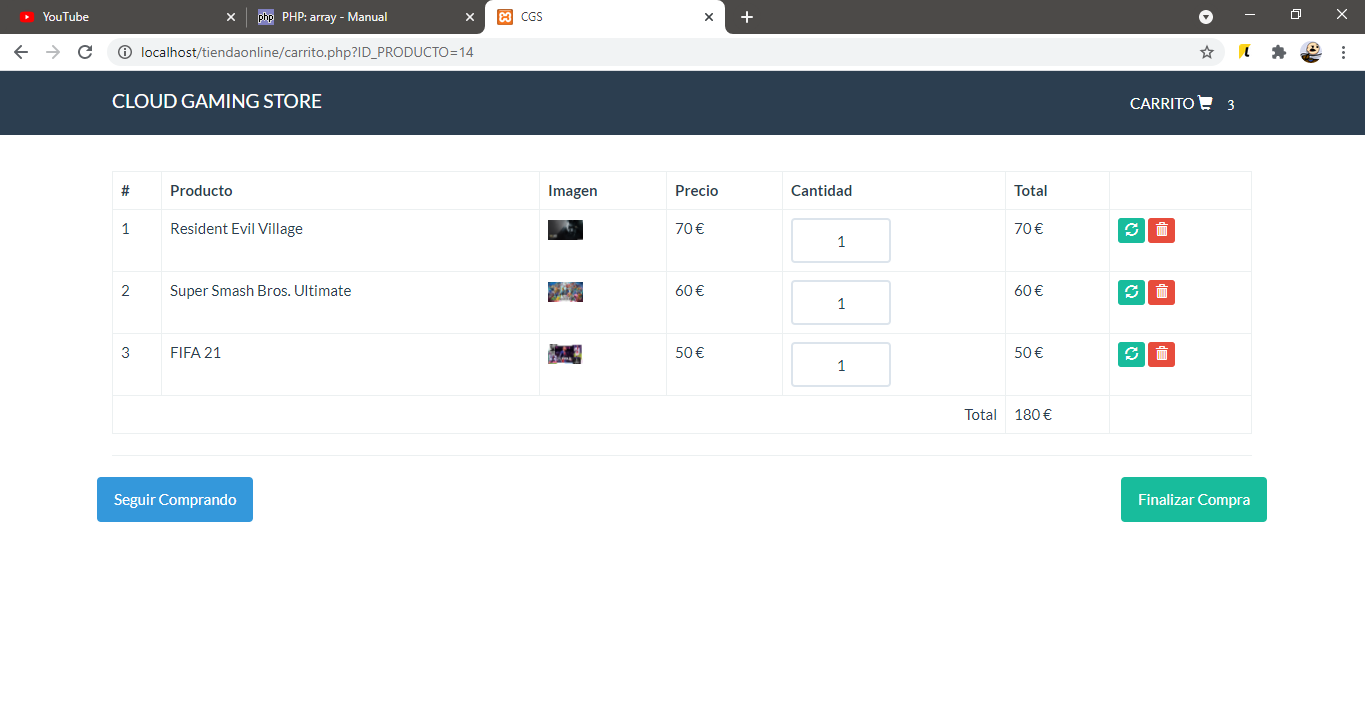 YouTube
PHP: array - Manual
CGS
localhost/tiendaonline/carrito.php?ID_PRODUCTO=14
CLOUD GAMING STORE
CARRITO 3
# Producto Imagen Precio Cantidad Total
1 Resident Evil Village 70 € 1 70 €
2 Super Smash Bros. Ultimate 60 € 1 60 €
3 FIFA 21 50 € 1 50 €
Total 180 €
Seguir Comprando
Finalizar Compra